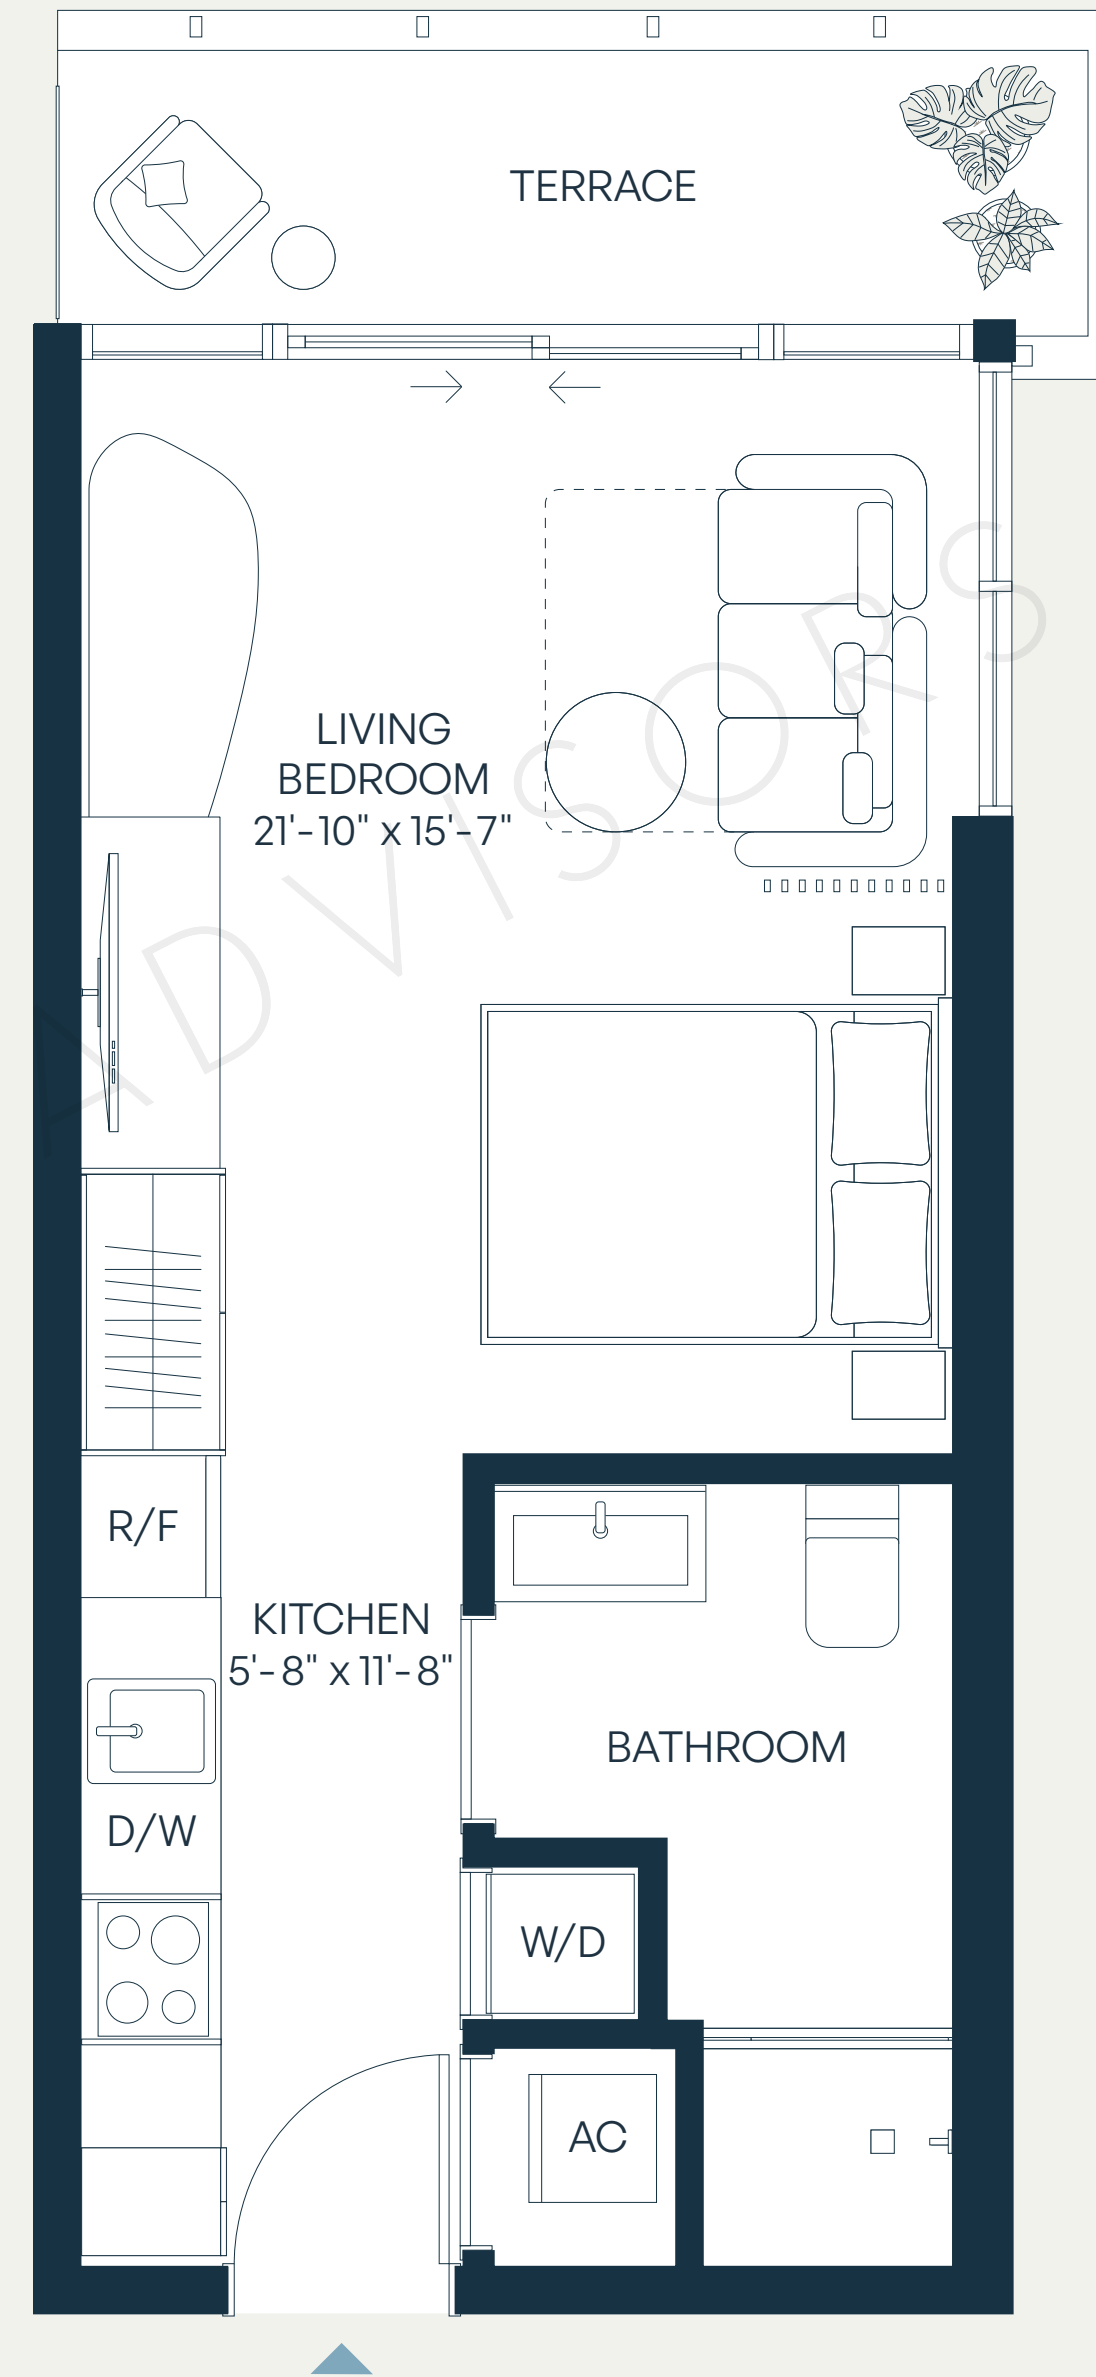 TERRACE
LIVING
BEDROOM
21'-10" x 15'-7"
ADVISORS
R/F
KITCHEN
5'-8" x 11'-8"
BATHROOM
D/W
W/D
AC